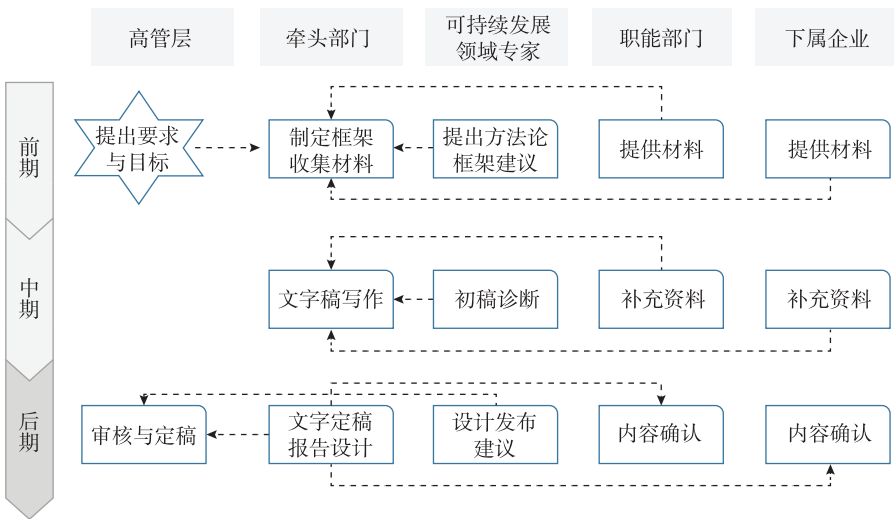 高管层
牵头部门
可持续发展
领域专家
职能部门
下属企业
前期
提出要求
与目标
制定框架
收集材料
提出方法论
框架建议
提供材料
提供材料
中期
文字稿写作
初稿诊断
补充资料
补充资料
后期
审核与定稿
文字定稿
报告设计
设计发布
建议
内容确认
内容确认